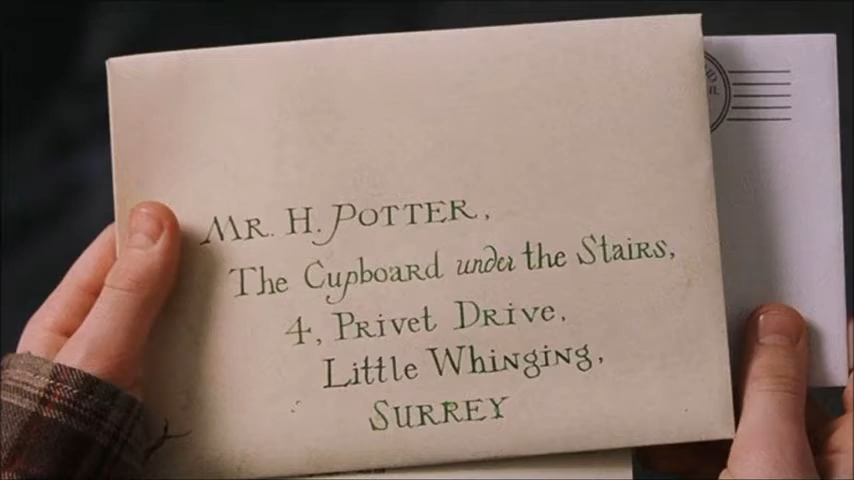 MR. H. POTTER,
The Cupboard under the Stairs,
4, Privet Drive,
Little Whinging,
SURREY